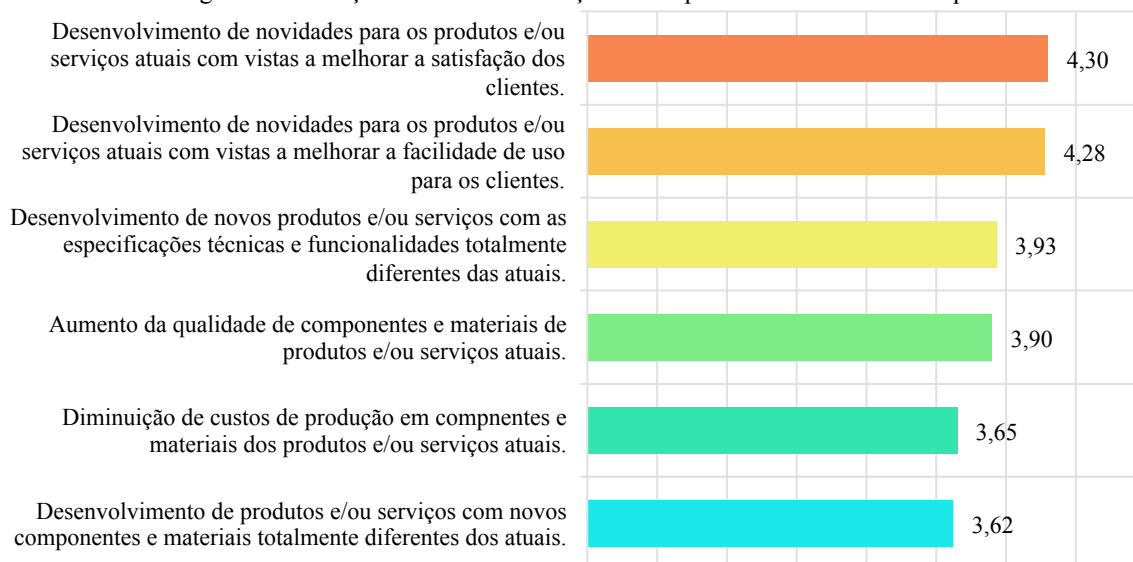 Desenvolvimento de novidades para os produtos e/ou
serviços atuais com vistas a melhorar a satisfação dos
clientes.
4,30
Desenvolvimento de novidades para os produtos e/ou
serviços atuais com vistas a melhorar a facilidade de uso
para os clientes.
4,28
Desenvolvimento de novos produtos e/ou serviços com as
especificações técnicas e funcionalidades totalmente
diferentes das atuais.
3,93
Aumento da qualidade de componentes e materiais de
produtos e/ou serviços atuais.
3,90
Diminuição de custos de produção em compnentes e
materiais dos produtos e/ou serviços atuais.
3,65
Desenvolvimento de produtos e/ou serviços com novos
componentes e materiais totalmente diferentes dos atuais.
3,62